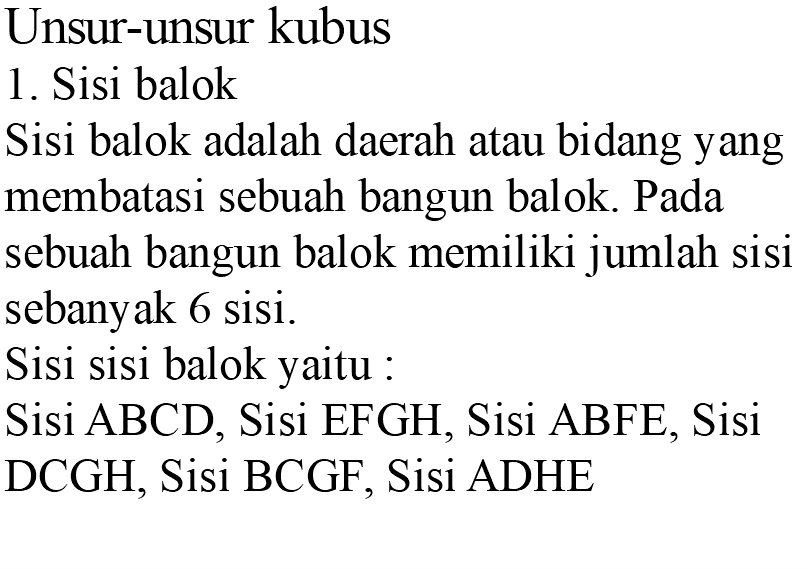 Unsur-unsur kubus
1. Sisi balok
Sisi balok adalah daerah atau bidang yang
membatasi sebuah bangun balok. Pada
sebuah bangun balok memiliki jumlah sisi
sebanyak 6 sisi.
Sisi sisi balok yaitu :
Sisi ABCD, Sisi EFGH, Sisi ABFE, Sisi
DCGH, Sisi BCGF, Sisi ADHE